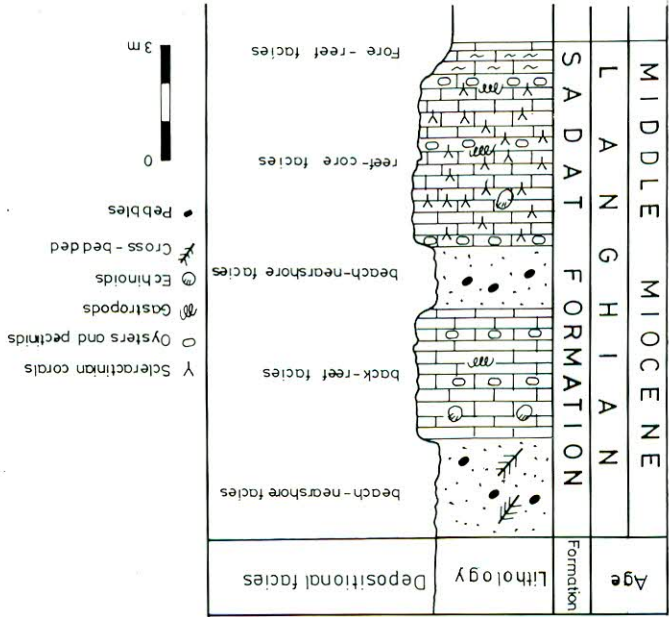 Age
Formation
Lithology
Depositional facies
MIDDLE MIOCENE
LANGHIAN
SADAT FORMATION
beach-nearshore facies
back-reef facies
beach-nearshore facies
reef-core facies
Fore-reef facies
Scleractinian corals
Oysters and pectinids
Gastropods
Echinoids
Cross-bedded
Pebbles
0
3 m